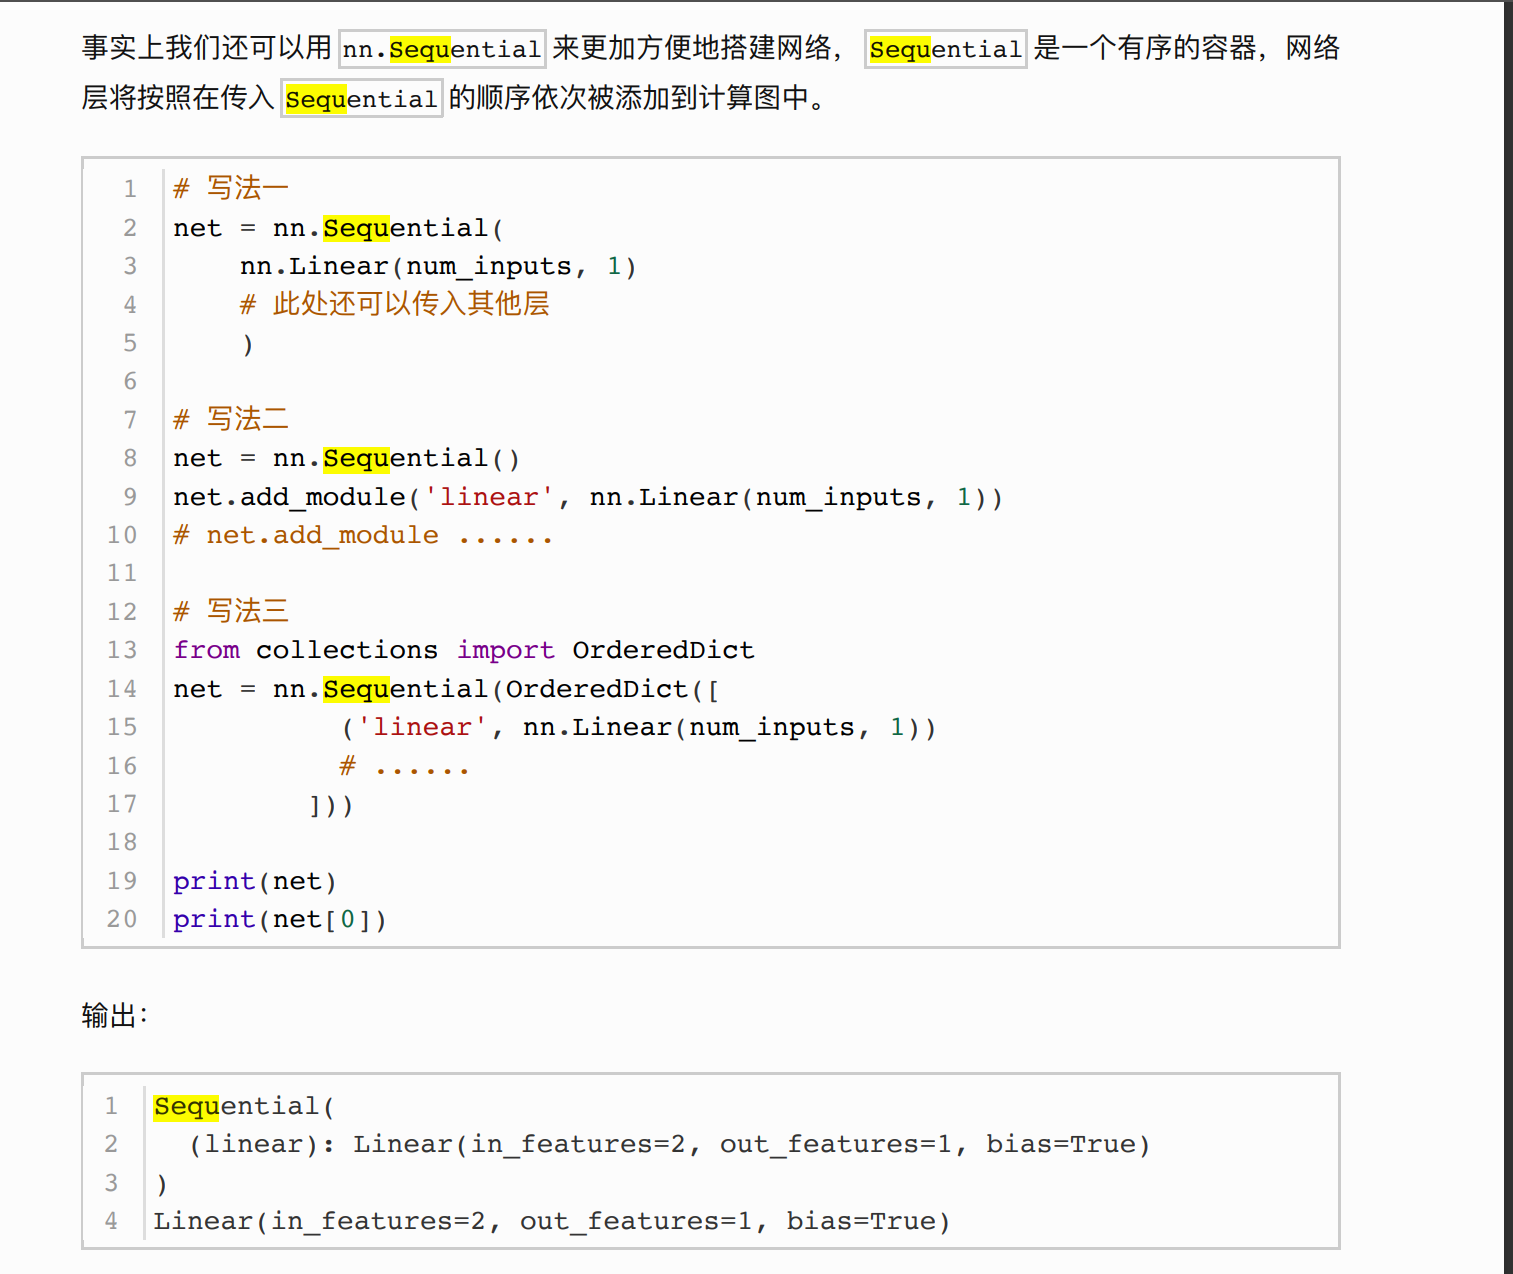 事实上我们还可以用 nn.Sequential 来更加方便地搭建网络，Sequential 是一个有序的容器，网络
层将按照在传入 Sequential 的顺序依次被添加到计算图中。
1 # 写法一
2 net = nn.Sequential(
3     nn.Linear(num_inputs, 1)
4     # 此处还可以传入其他层
5     )
6
7 # 写法二
8 net = nn.Sequential()
9 net.add_module('linear', nn.Linear(num_inputs, 1))
10 # net.add_module ......
11
12 # 写法三
13 from collections import OrderedDict
14 net = nn.Sequential(OrderedDict([
15           ('linear', nn.Linear(num_inputs, 1))
16           # ......
17         ]))
18
19 print(net)
20 print(net[0])
输出：
1 Sequential(
2   (linear): Linear(in_features=2, out_features=1, bias=True)
3 )
4 Linear(in_features=2, out_features=1, bias=True)